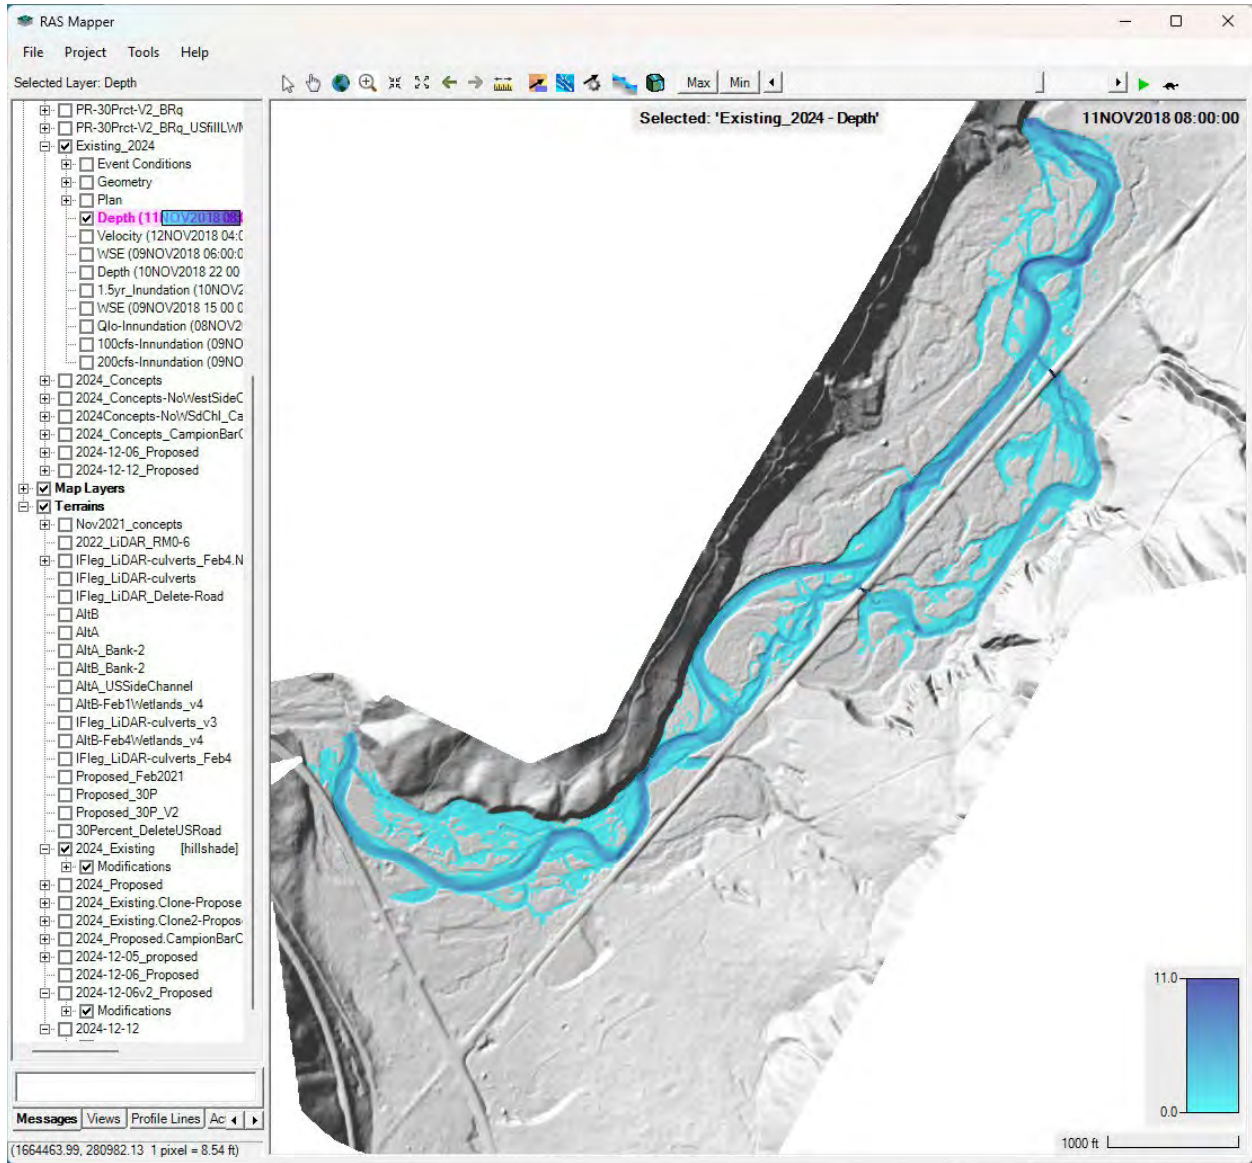 RAS Mapper
File Project Tools Help
Selected Layer: Depth
Max Min
PR-30Prct-V2_BRq
PR-30Prct-V2_BRq_USfillLWM
Existing_2024
Event Conditions
Geometry
Plan
Depth (11NOV2018 08:
Velocity (12NOV2018 04:0
WSE (09NOV2018 06:00:0
Depth (10NOV2018 22 00
1.5yr_Inundation (10NOV2
WSE (09NOV2018 15 00 0
Qlo-Innundation (08NOV2
100cfs-Innundation (09NO
200cfs-Innundation (09NO
2024_Concepts
2024_Concepts-NoWestSideC
2024Concepts-NoWSdChl_Ca
2024_Concepts_CampionBar
2024-12-06_Proposed
2024-12-12_Proposed
Map Layers
Terrains
Nov2021_concepts
2022_LiDAR_RM0-6
IFleg_LiDAR-culverts_Feb4.N
IFleg_LiDAR-culverts
IFleg_LiDAR_Delete-Road
AltB
AltA
AltA_Bank-2
AltB_Bank-2
AltA_USSideChannel
AltB-Feb1Wetlands_v4
IFleg_LiDAR-culverts_v3
AltB-Feb4Wetlands_v4
IFleg_LiDAR-culverts_Feb4
Proposed_Feb2021
Proposed_30P
Proposed_30P_V2
30Percent_DeleteUSRoad
2024_Existing [hillshade]
Modifications
2024_Proposed
2024_Existing.Clone-Propose
2024_Existing.Clone2-Propos
2024_Proposed.CampionBarC
2024-12-05_proposed
2024-12-06_Proposed
2024-12-06v2_Proposed
Modifications
2024-12-12
Messages Views Profile Lines Ac
(1664463.99, 280982.13 1 pixel = 8.54 ft)
Selected: 'Existing_2024 - Depth'
11NOV2018 08:00:00
11.0
0.0
1000 ft